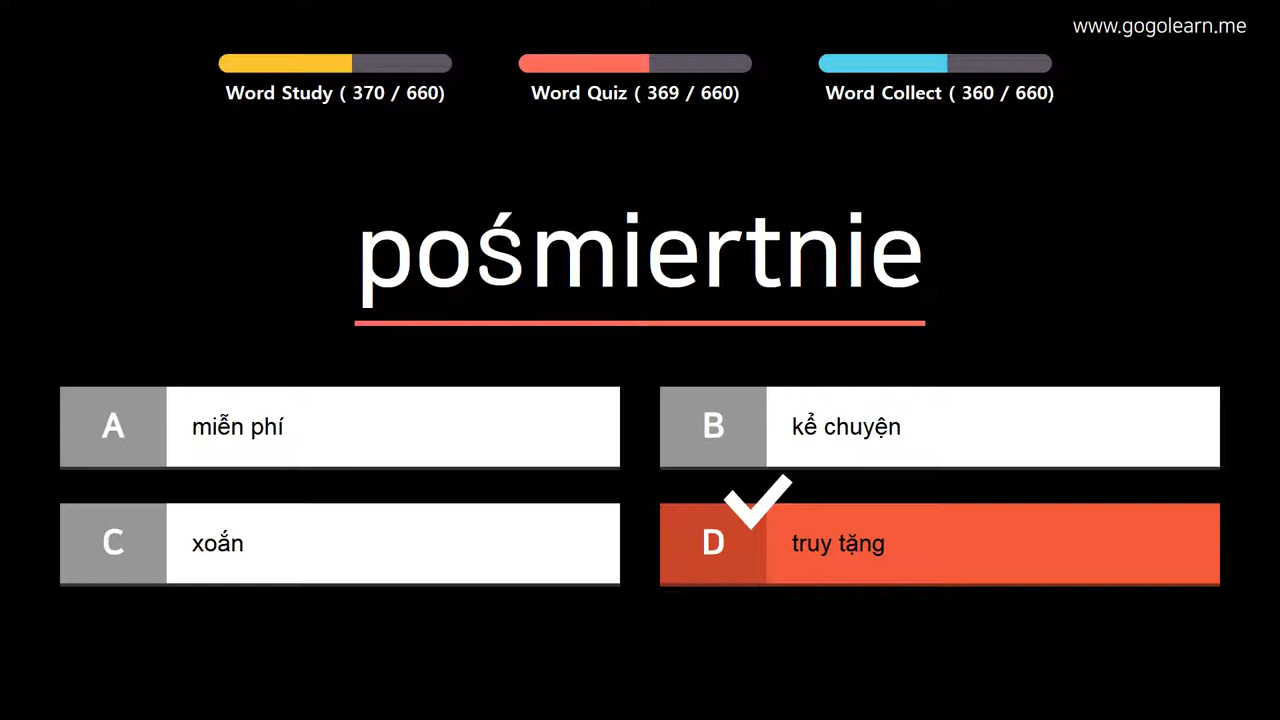 www.gogolearn.me
Word Study ( 370 / 660)
Word Quiz ( 369 / 660)
Word Collect ( 360 / 660)
pośmiertnie
A miễn phí
B kể chuyện
C xoắn
D truy tặng